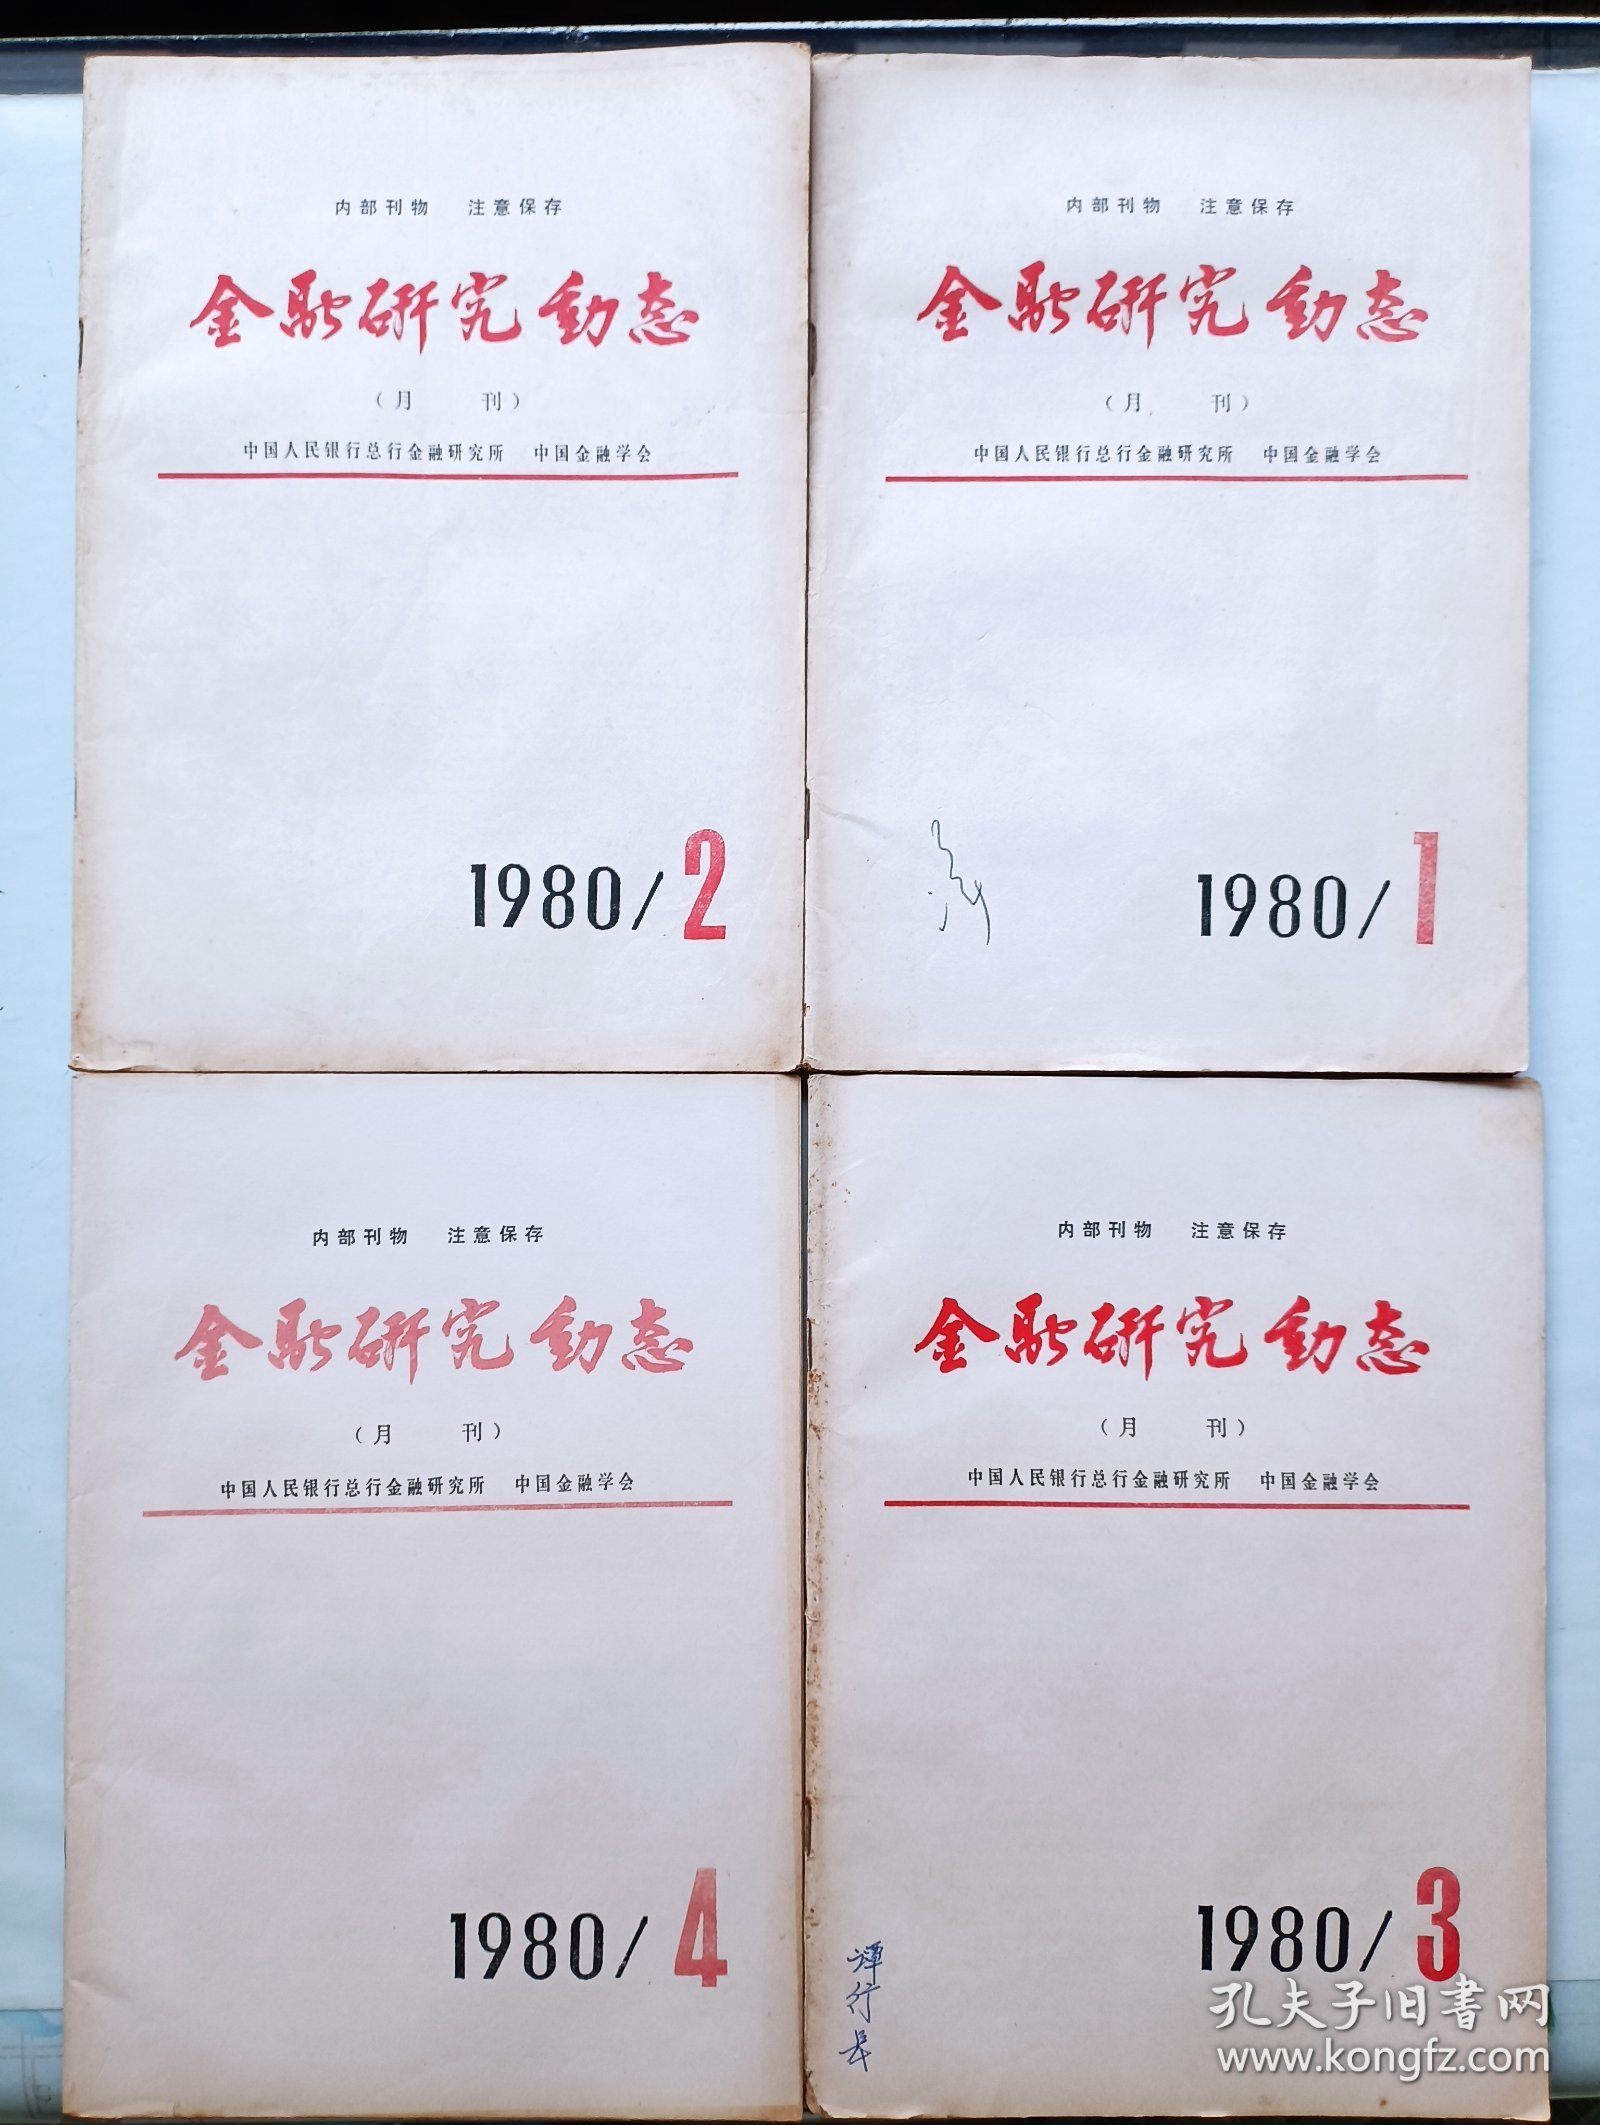 内部刊物 注意保存
金融研究動态
（月 刊）
中国人民银行总行金融研究所 中国金融学会
1980/2
内部刊物 注意保存
金融研究動态
（月 刊）
中国人民银行总行金融研究所 中国金融学会
1980/1
内部刊物 注意保存
金融研究動态
（月 刊）
中国人民银行总行金融研究所 中国金融学会
1980/4
内部刊物 注意保存
金融研究動态
（月 刊）
中国人民银行总行金融研究所 中国金融学会
1980/3
谭行长
孔夫子旧書网
www.kongfz.com